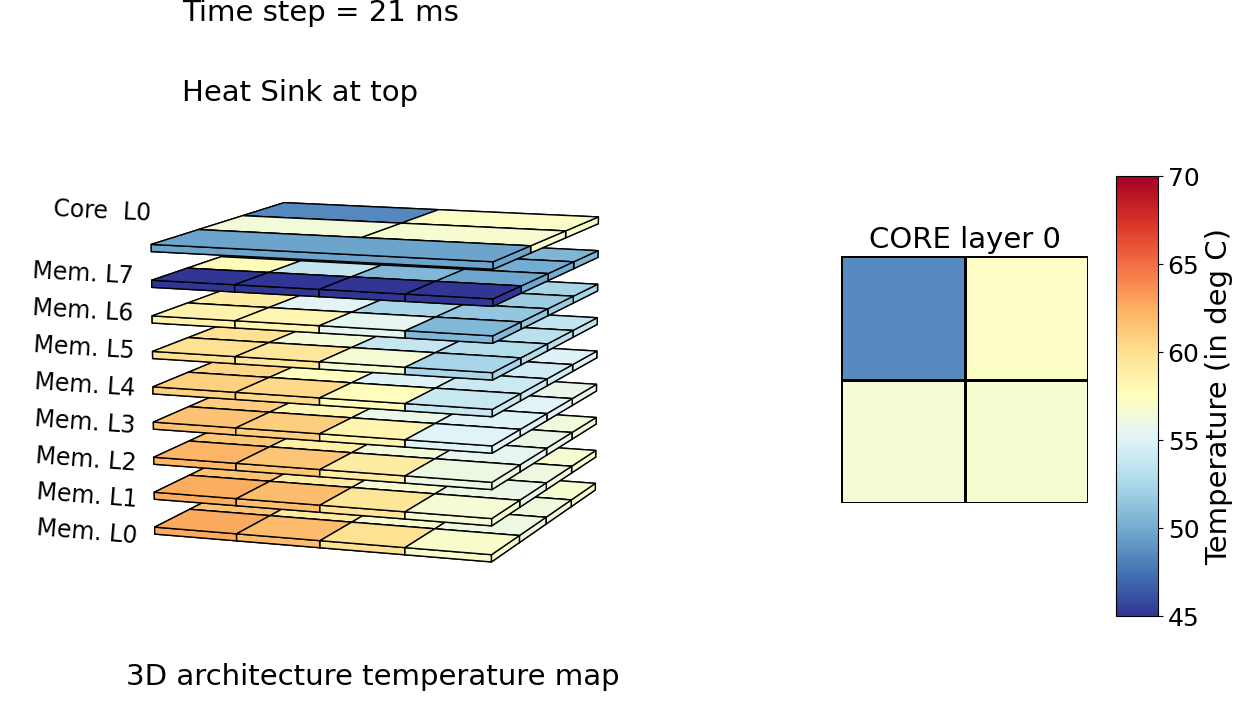 Time step = 21 ms
Heat Sink at top
Core  L0
Mem. L7
Mem. L6
Mem. L5
Mem. L4
Mem. L3
Mem. L2
Mem. L1
Mem. L0
3D architecture temperature map
CORE layer 0
70
65
60
55
50
45
Temperature (in deg C)